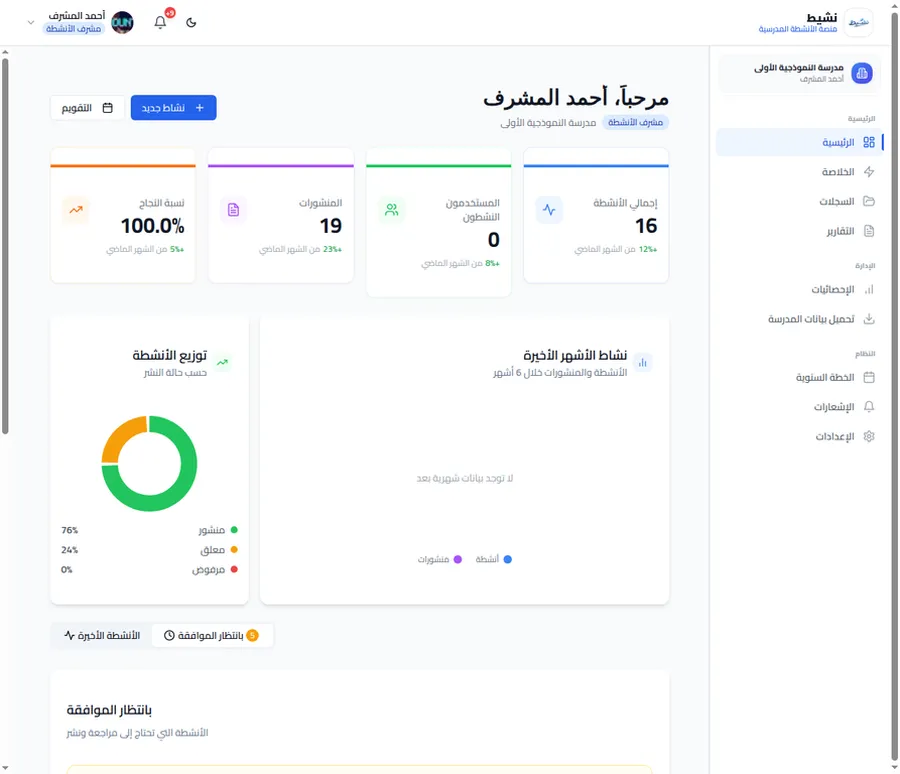 نشيط
منصة الأنشطة المدرسية
نشيط
+9
أحمد المشرف
مشرف الأنشطة
مدرسة النموذجية الأولى
أحمد المشرف
الرئيسية
الرئيسية
الخلاصة
السجلات
التقارير
الإدارة
الإحصائيات
تحميل بيانات المدرسة
النظام
الخطة السنوية
الإشعارات
الإعدادات
مرحباً، أحمد المشرف
مشرف الأنشطة مدرسة النموذجية الأولى
نشاط جديد
التقويم
إجمالي الأنشطة
16
+12% من الشهر الماضي
المستخدمون النشطون
0
+8% من الشهر الماضي
المنشورات
19
+23% من الشهر الماضي
نسبة النجاح
100.0%
+5% من الشهر الماضي
نشاط الأشهر الأخيرة
الأنشطة والمنشورات خلال 6 أشهر
لا توجد بيانات شهرية بعد
أنشطة
منشورات
توزيع الأنشطة
حسب حالة النشر
منشور 76%
معلق 24%
مرفوض 0%
5 بانتظار الموافقة
الأنشطة الأخيرة
بانتظار الموافقة
الأنشطة التي تحتاج إلى مراجعة ونشر